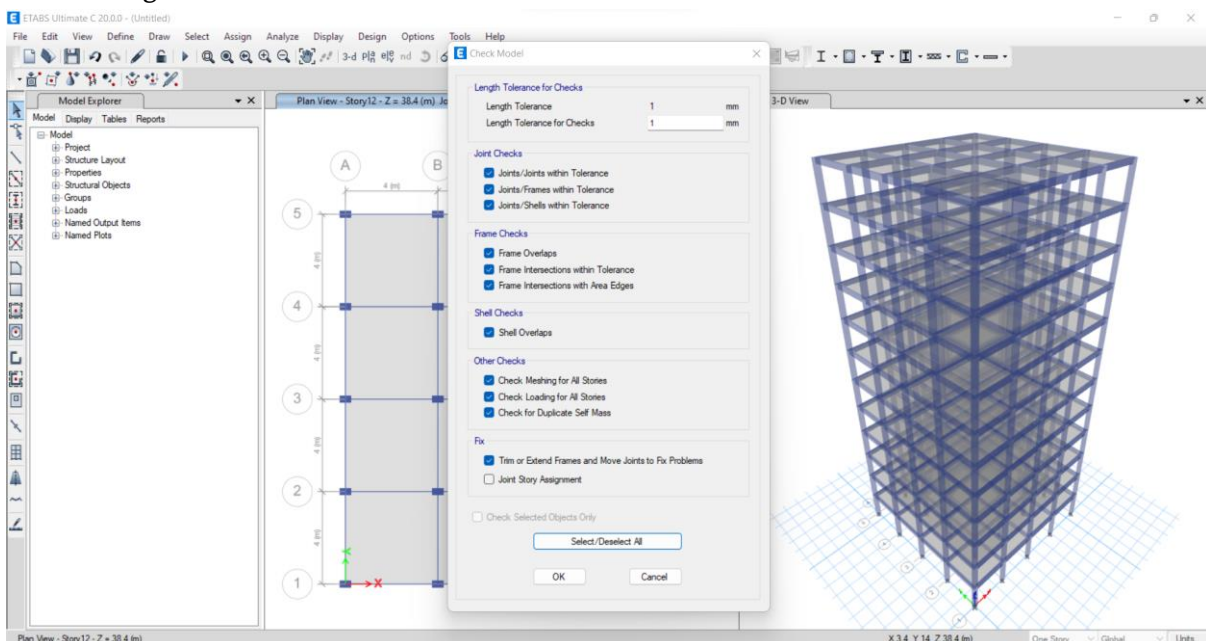 ETABS Ultimate C 20.0.0 - (Untitled)
File Edit View Define Draw Select Assign Analyze Display Design Options Tools Help
3-d
nd
Model Explorer
Model Display Tables Reports
Model
Project
Structure Layout
Properties
Structural Objects
Groups
Loads
Named Output Items
Named Plots
Plan View - Story12 - Z = 38.4 (m) Jo
A
B
4 (m)
5
4 (m)
4
4 (m)
3
4 (m)
2
4 (m)
1
Y
X
Check Model
Length Tolerance for Checks
Length Tolerance 1 mm
Length Tolerance for Checks 1 mm
Joint Checks
Joints/Joints within Tolerance
Joints/Frames within Tolerance
Joints/Shells within Tolerance
Frame Checks
Frame Overlaps
Frame Intersections within Tolerance
Frame Intersections with Area Edges
Shell Checks
Shell Overlaps
Other Checks
Check Meshing for All Stories
Check Loading for All Stories
Check for Duplicate Self Mass
Fix
Trim or Extend Frames and Move Joints to Fix Problems
Joint Story Assignment
Check Selected Objects Only
Select/Deselect All
OK Cancel
3-D View
Plan View - Story12 - Z = 38.4 (m)
X 3.4 Y 14 Z 38.4 (m)
One Story
Global
Units